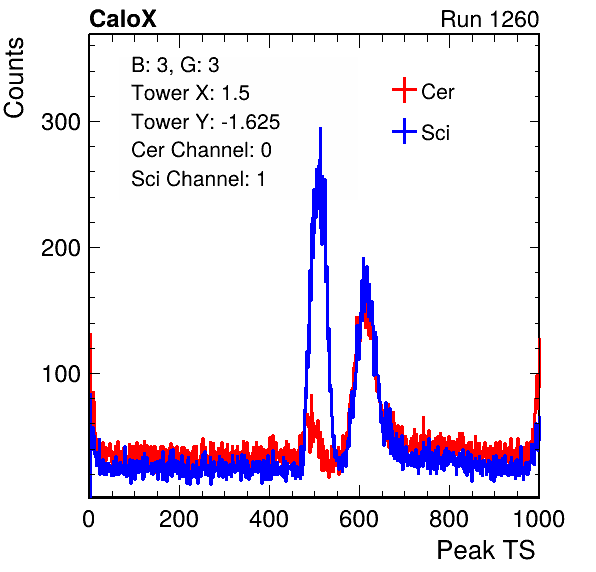 CaloX Run 1260
Counts
B: 3, G: 3
Tower X: 1.5
Tower Y: -1.625
Cer Channel: 0
Sci Channel: 1
Cer
Sci
300
200
100
0 200 400 600 800 1000
Peak TS